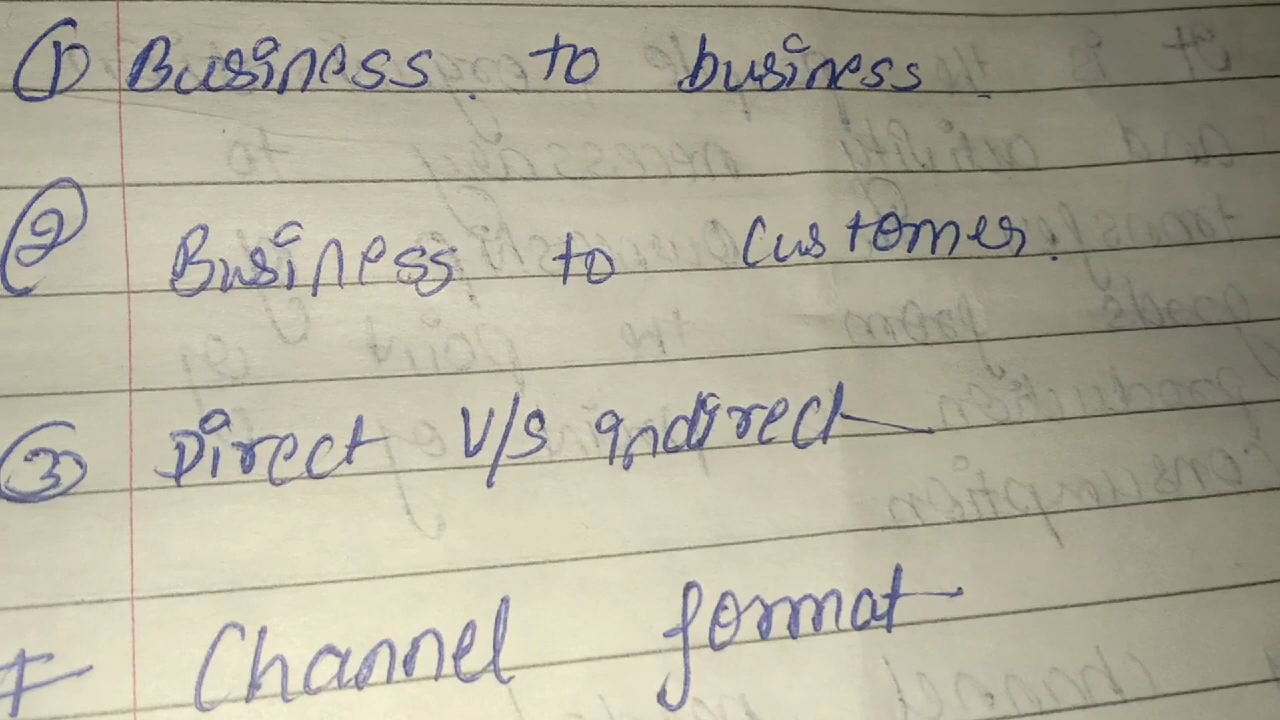 ① Business to business
② Business to Customer.
③ Direct V/s indirect
# Channel format